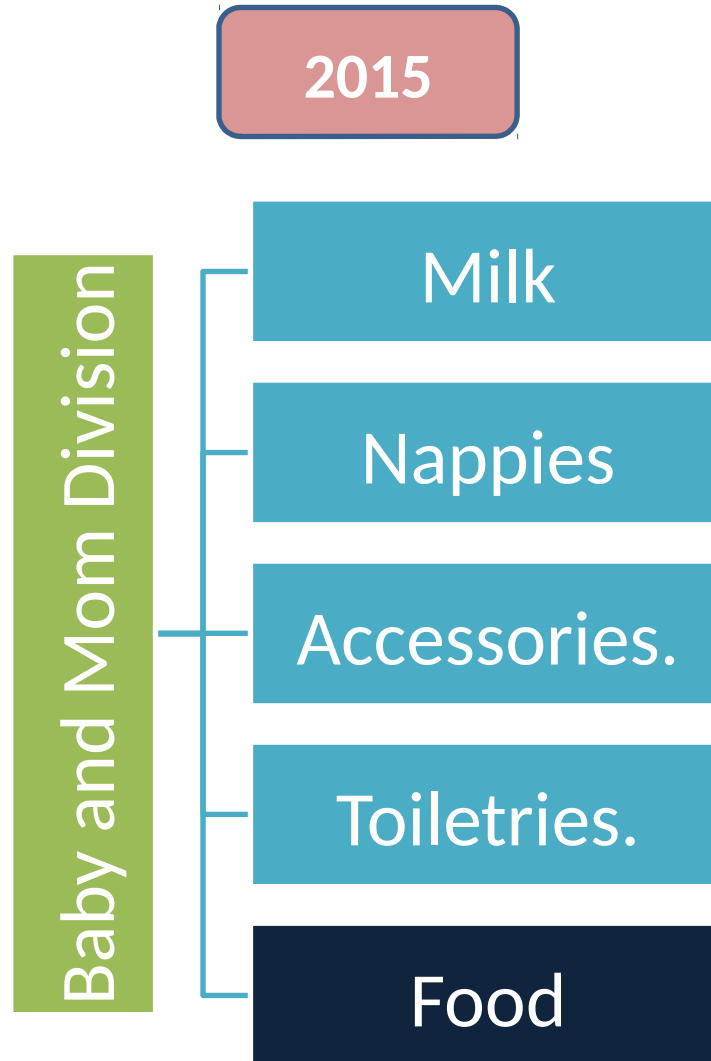 2015
Baby and Mom Division
Milk
Nappies
Accessories.
Toiletries.
Food